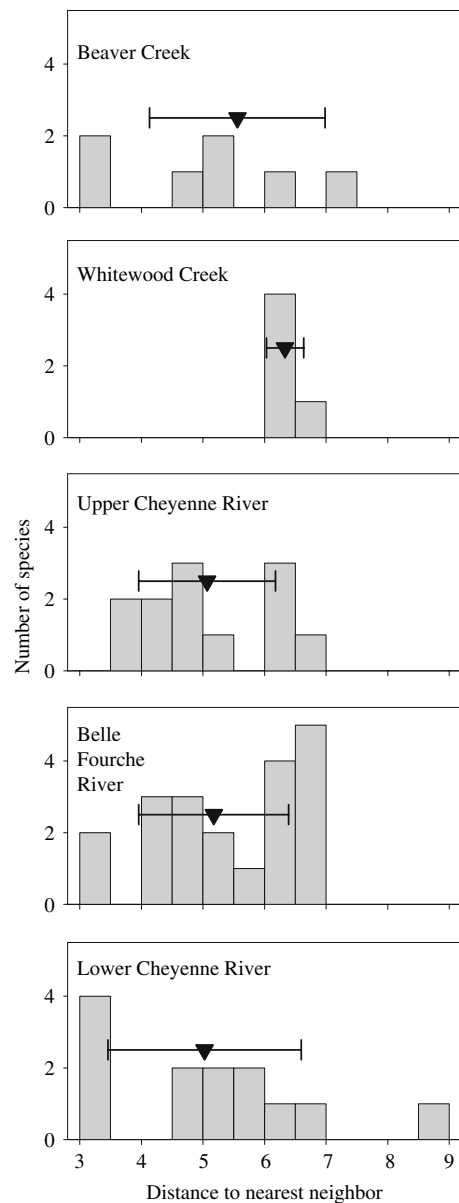 Beaver Creek
4
2
0
Whitewood Creek
4
2
0
Upper Cheyenne River
4
2
0
Number of species
Belle
Fourche
River
4
2
0
Lower Cheyenne River
4
2
0
3 4 5 6 7 8 9
Distance to nearest neighbor